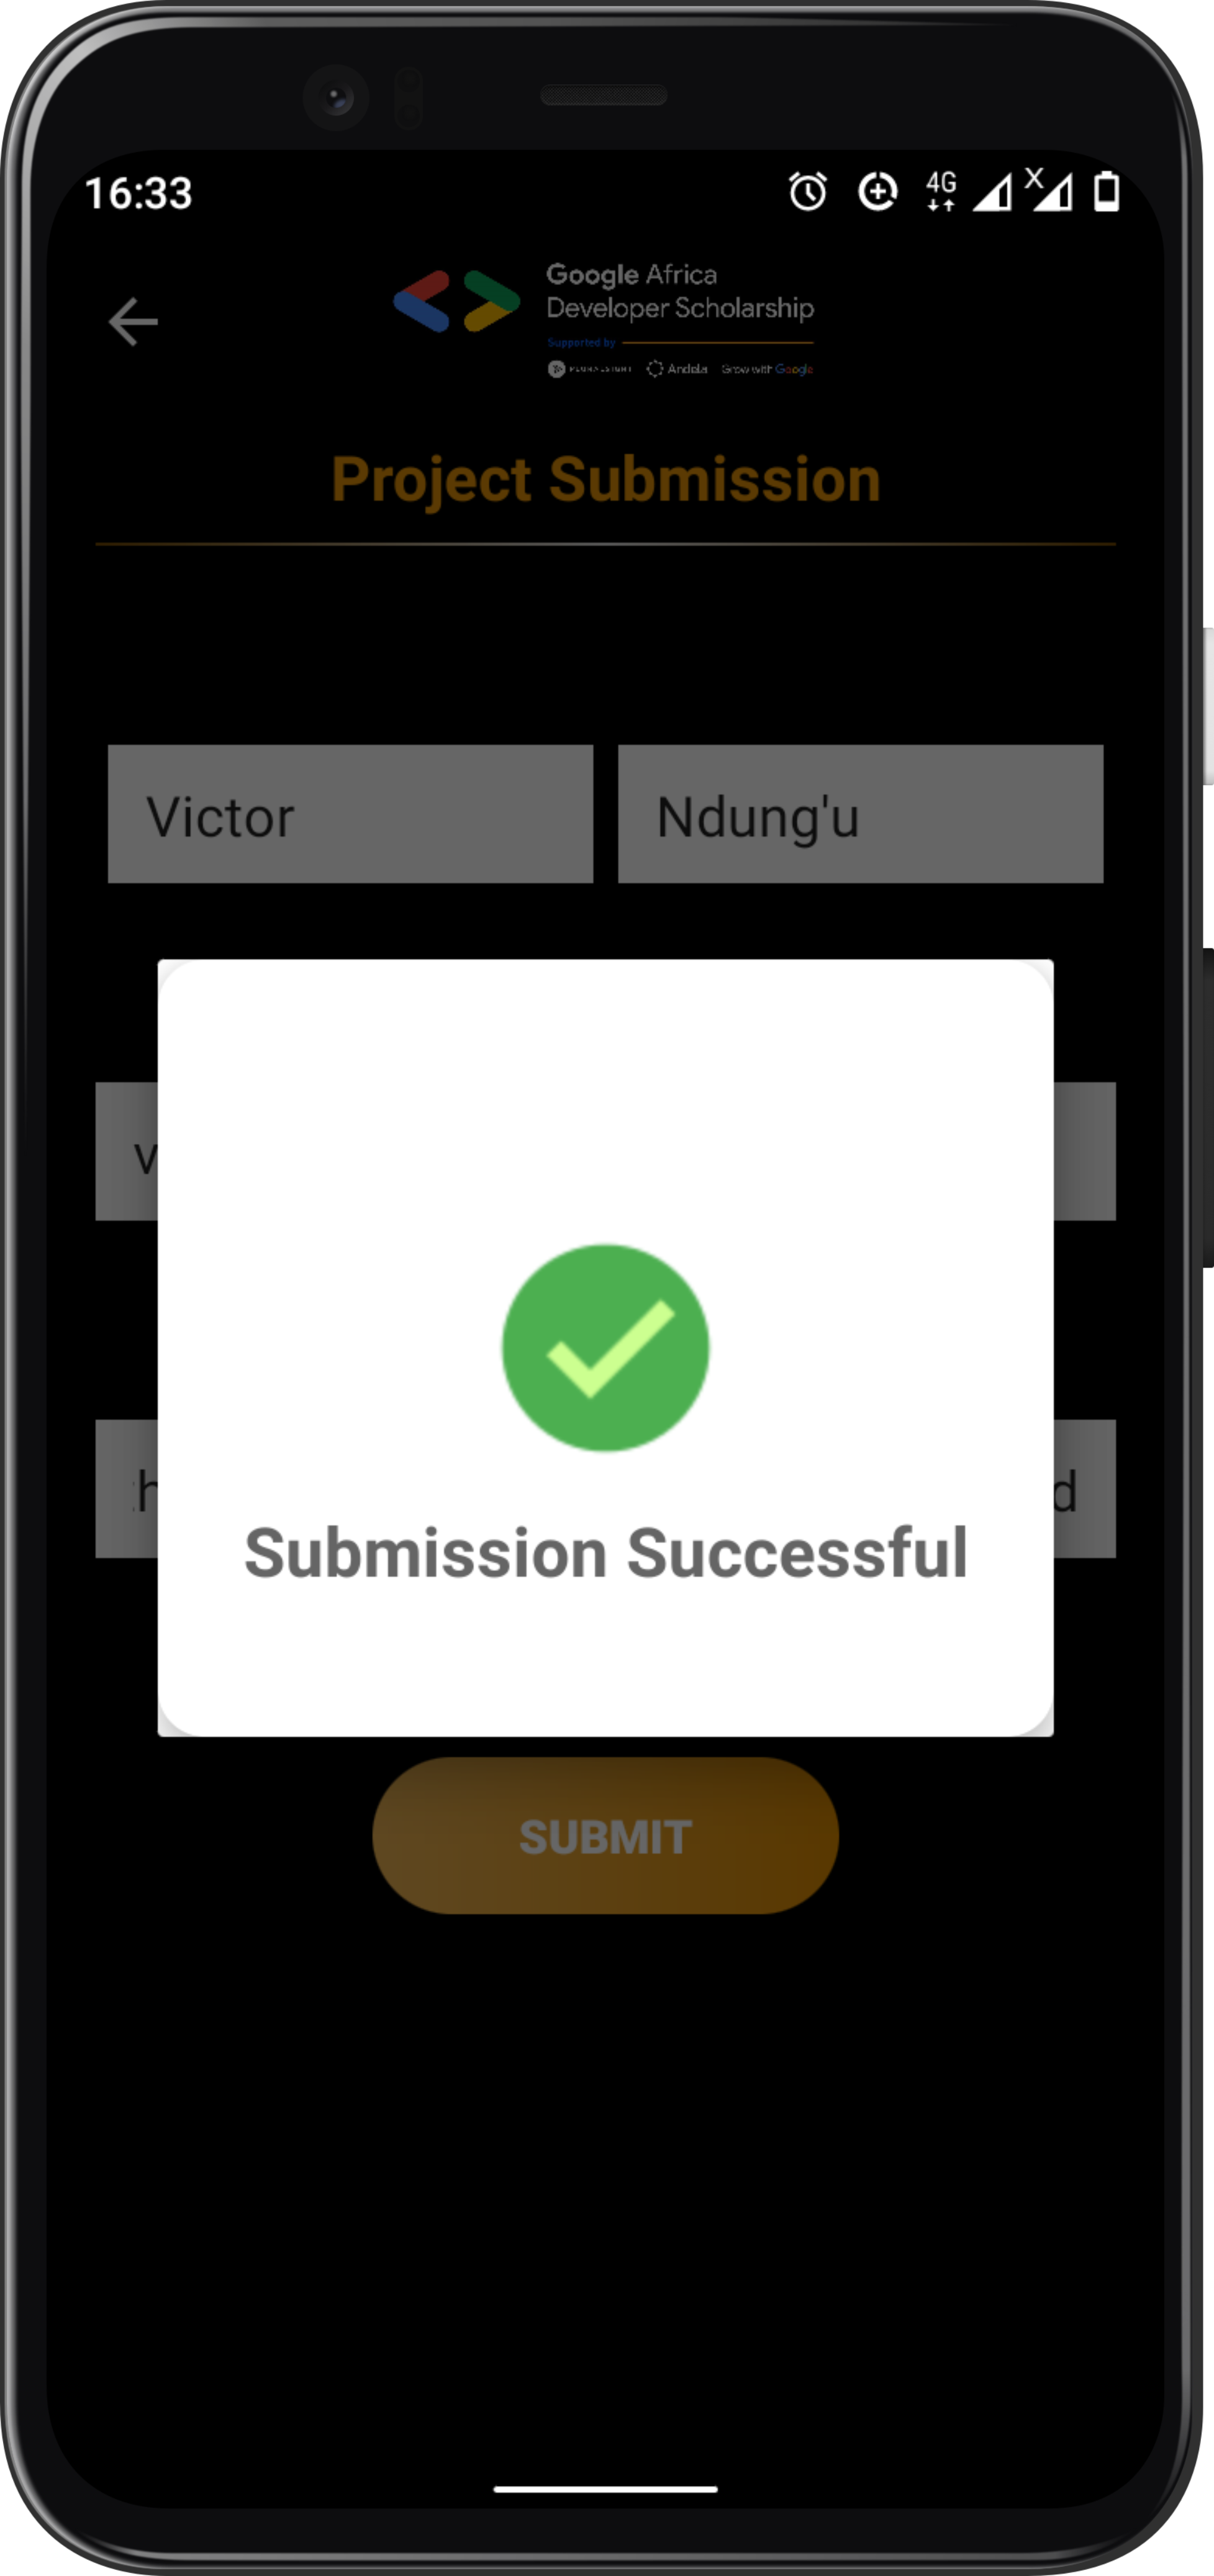 16:33
4G
X
Google Africa
Developer Scholarship
Supported by
PLURALSIGHT Andela Grow with Google
Project Submission
Victor Ndung'u
v
h d
Submission Successful
SUBMIT